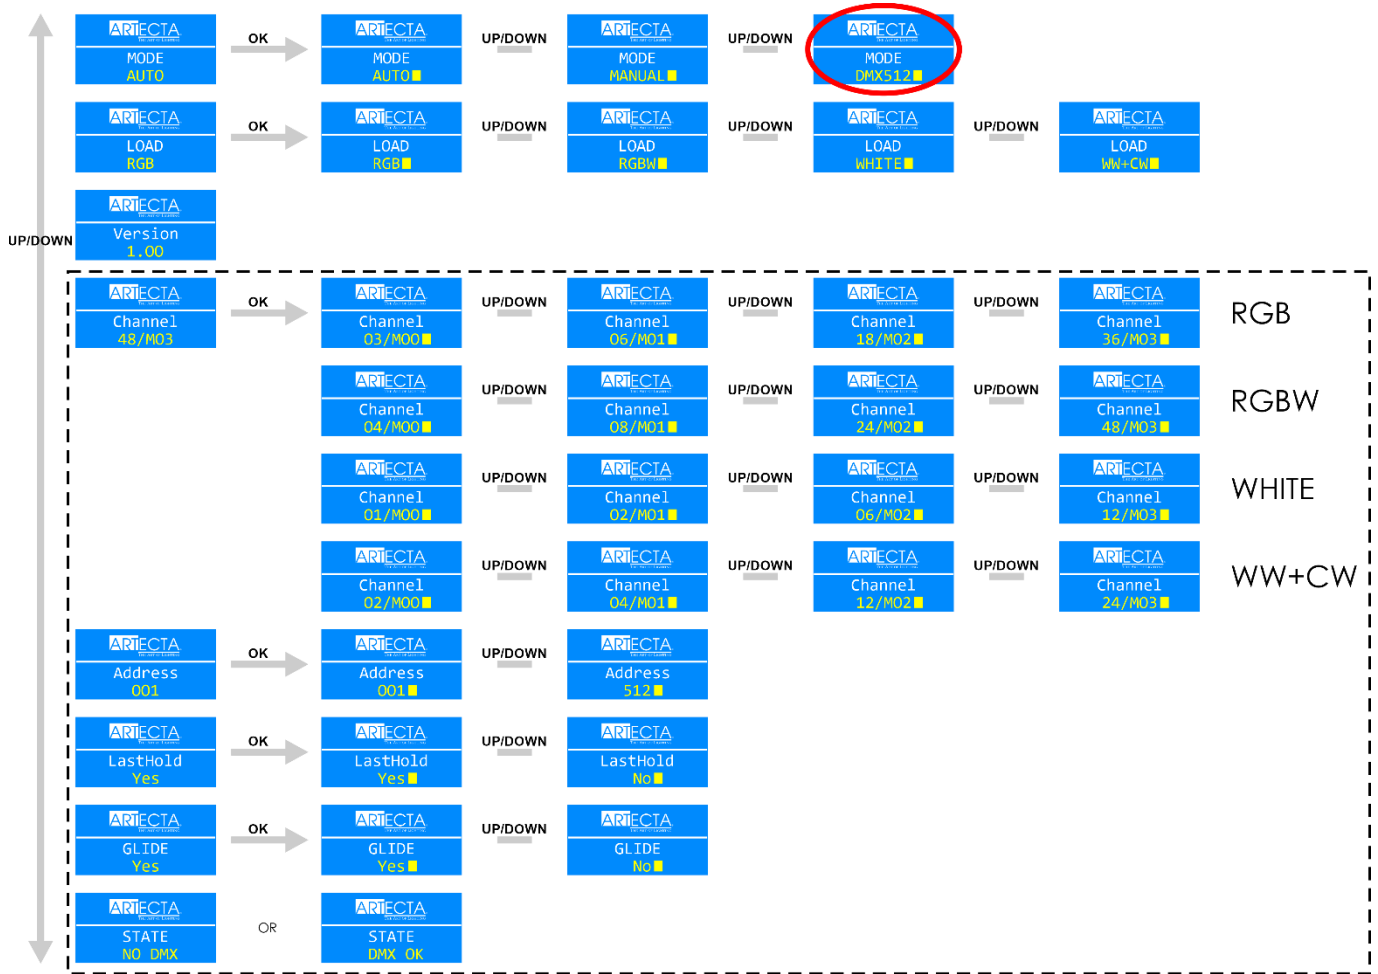 ARTECTA OK ARTECTA UP/DOWN ARTECTA UP/DOWN ARTECTA
MODE MODE MODE MODE
AUTO AUTO MANUAL DMX512
ARTECTA OK ARTECTA UP/DOWN ARTECTA UP/DOWN ARTECTA UP/DOWN ARTECTA
LOAD LOAD LOAD LOAD LOAD
RGB RGB RGBW WHITE WW+CW
ARTECTA
UP/DOWN Version
1.00
ARTECTA OK ARTECTA UP/DOWN ARTECTA UP/DOWN ARTECTA UP/DOWN ARTECTA RGB
Channel Channel Channel Channel Channel
48/M03 03/M00 06/M01 18/M02 36/M03
ARTECTA UP/DOWN ARTECTA UP/DOWN ARTECTA UP/DOWN ARTECTA RGBW
Channel Channel Channel Channel
04/M00 08/M01 24/M02 48/M03
ARTECTA UP/DOWN ARTECTA UP/DOWN ARTECTA UP/DOWN ARTECTA WHITE
Channel Channel Channel Channel
01/M00 02/M01 06/M02 12/M03
ARTECTA UP/DOWN ARTECTA UP/DOWN ARTECTA UP/DOWN ARTECTA WW+CW
Channel Channel Channel Channel
02/M00 04/M01 12/M02 24/M03
ARTECTA OK ARTECTA UP/DOWN ARTECTA
Address Address Address
001 001 512
ARTECTA OK ARTECTA UP/DOWN ARTECTA
LastHold LastHold LastHold
Yes Yes No
ARTECTA OK ARTECTA UP/DOWN ARTECTA
GLIDE GLIDE GLIDE
Yes Yes No
ARTECTA OR ARTECTA
STATE STATE
NO DMX DMX OK